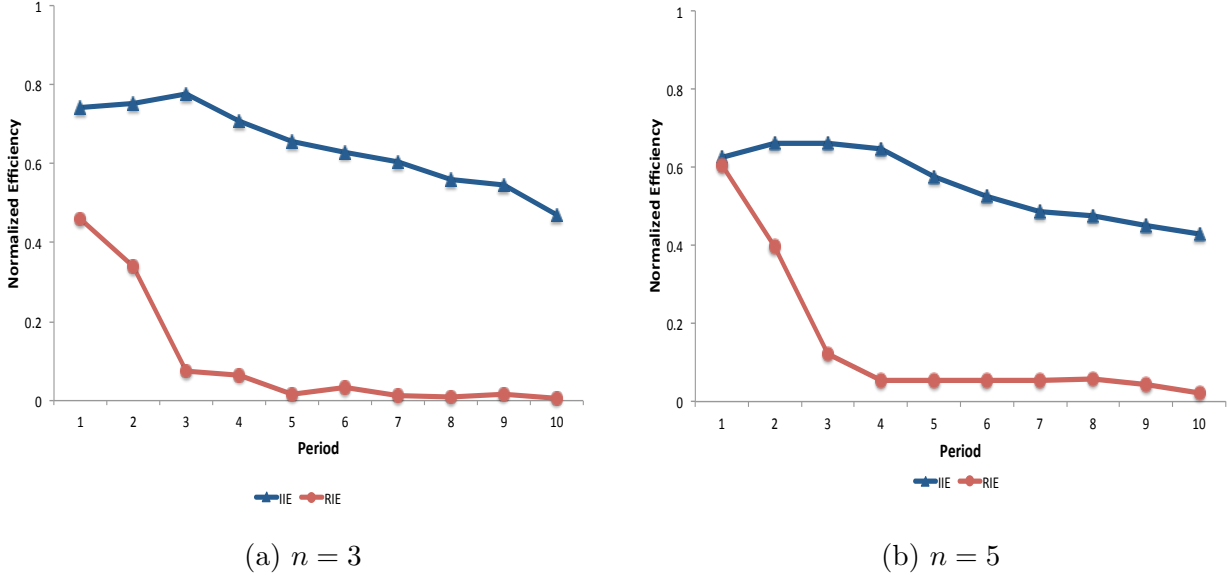 1
0.8
0.6
0.4
0.2
0
Normalized Efficiency
1 2 3 4 5 6 7 8 9 10
Period
IIE RIE
(a) n = 3
1
0.8
0.6
0.4
0.2
0
Normalized Efficiency
1 2 3 4 5 6 7 8 9 10
Period
IIE RIE
(b) n = 5